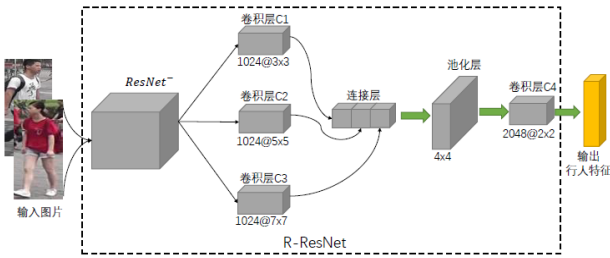 卷积层C1
ResNet⁻
1024@3x3
池化层
连接层
卷积层C4
卷积层C2
1024@5x5
4x4
2048@2x2
输出
行人特征
卷积层C3
输入图片
1024@7x7
R-ResNet